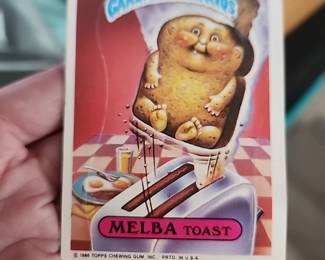 MELBA TOAST
© 1986 TOPPS CHEWING GUM, INC. PRTD. IN U.S.A.